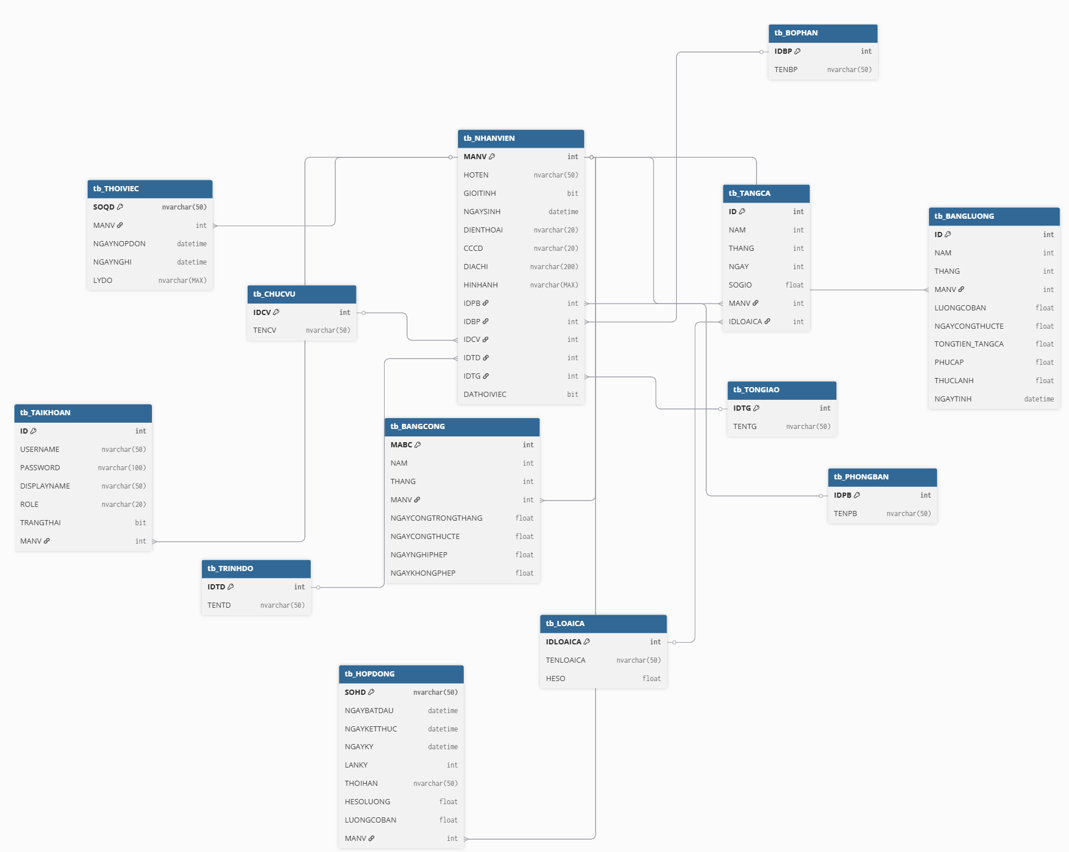 tb_BOPHAN
IDBP int
TENBP nvarchar(50)
tb_NHANVIEN
MANV int
HOTEN nvarchar(50)
GIOITINH bit
NGAYSINH datetime
DIENTHOAI nvarchar(20)
CCCD nvarchar(20)
DIACHI nvarchar(200)
HINHANH nvarchar(MAX)
IDPB int
IDBP int
IDCV int
IDTD int
IDTG int
DATHOIVIEC bit
tb_THOIVIEC
SOQD nvarchar(50)
MANV int
NGAYNOPDON datetime
NGAYNGHI datetime
LYDO nvarchar(MAX)
tb_TANGCA
ID int
NAM int
THANG int
NGAY int
SOGIO float
MANV int
IDLOAICA int
tb_BANGLUONG
ID int
NAM int
THANG int
MANV int
LUONGCOBAN float
NGAYCONGTHUCTE float
TONGTIEN_TANGCA float
PHUCAP float
THUCLANH float
NGAYTINH datetime
tb_CHUCVU
IDCV int
TENCV nvarchar(50)
tb_TONGIAO
IDTG int
TENTG nvarchar(50)
tb_TAIKHOAN
ID int
USERNAME nvarchar(50)
PASSWORD nvarchar(100)
DISPLAYNAME nvarchar(50)
ROLE nvarchar(20)
TRANGTHAI bit
MANV int
tb_BANGCONG
MABC int
NAM int
THANG int
MANV int
NGAYCONGTRONGTHANG float
NGAYCONGTHUCTE float
NGAYNGHIPHEP float
NGAYKHONGPHEP float
tb_PHONGBAN
IDPB int
TENPB nvarchar(50)
tb_TRINHDO
IDTD int
TENTD nvarchar(50)
tb_LOAICA
IDLOAICA int
TENLOAICA nvarchar(50)
HESO float
tb_HOPDONG
SOHD nvarchar(50)
NGAYBATDAU datetime
NGAYKETTHUC datetime
NGAYKY datetime
LANKY int
THOIHAN nvarchar(50)
HESOLUONG float
LUONGCOBAN float
MANV int